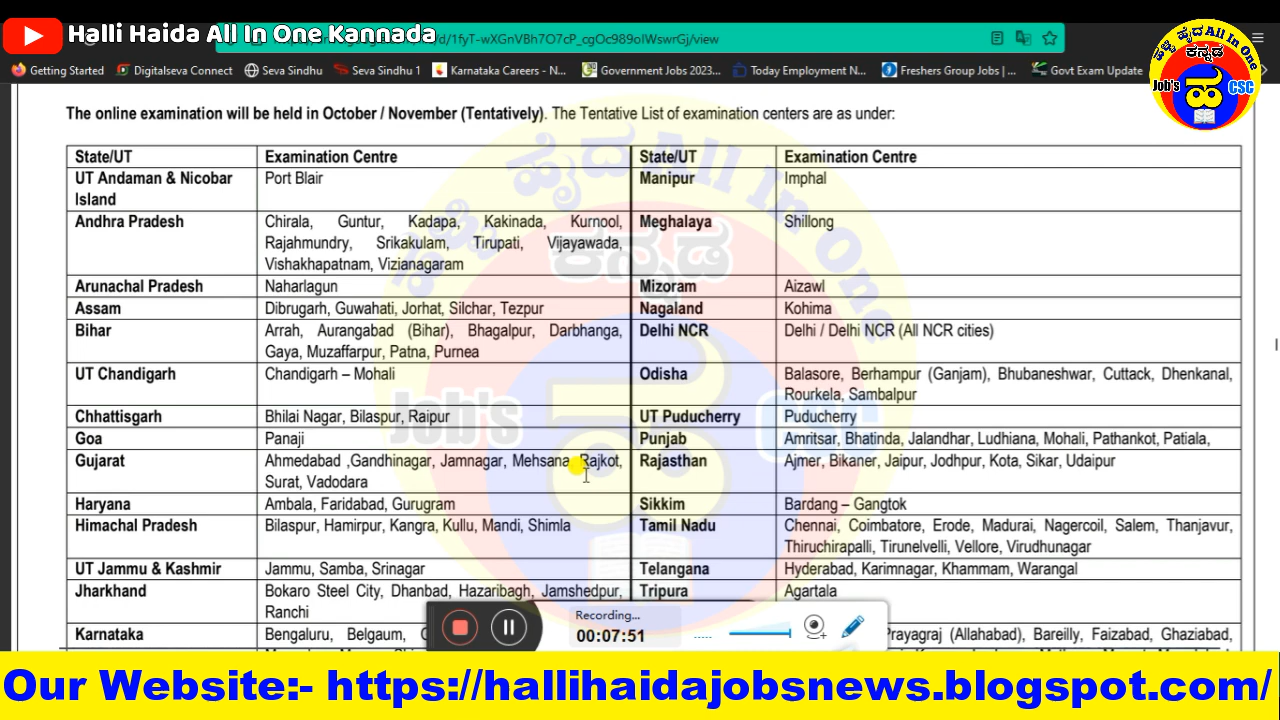 Halli Haida All In One Kannada
d/1fyT-wXGnVBh7O7cP_cgOc989oIWswrGj/view
Getting Started Digitalseva Connect Seva Sindhu Seva Sindhu 1 Karnataka Careers - N... Government Jobs 2023... Today Employment N... Freshers Group Jobs | ... Govt Exam Update
ಹಳ್ಳಿ ಹೈದ All In One
ಕನ್ನಡ
Job's CSC
The online examination will be held in October / November (Tentatively). The Tentative List of examination centers are as under:
State/UT Examination Centre State/UT Examination Centre
UT Andaman & Nicobar Port Blair Manipur Imphal
Island
Andhra Pradesh Chirala, Guntur, Kadapa, Kakinada, Kurnool, Meghalaya Shillong
Rajahmundry, Srikakulam, Tirupati, Vijayawada,
Vishakhapatnam, Vizianagaram
Arunachal Pradesh Naharlagun Mizoram Aizawl
Assam Dibrugarh, Guwahati, Jorhat, Silchar, Tezpur Nagaland Kohima
Bihar Arrah, Aurangabad (Bihar), Bhagalpur, Darbhanga, Delhi NCR Delhi / Delhi NCR (All NCR cities)
Gaya, Muzaffarpur, Patna, Purnea
UT Chandigarh Chandigarh – Mohali Odisha Balasore, Berhampur (Ganjam), Bhubaneshwar, Cuttack, Dhenkanal,
Rourkela, Sambalpur
Chhattisgarh Bhilai Nagar, Bilaspur, Raipur UT Puducherry Puducherry
Goa Panaji Punjab Amritsar, Bhatinda, Jalandhar, Ludhiana, Mohali, Pathankot, Patiala,
Gujarat Ahmedabad ,Gandhinagar, Jamnagar, Mehsana Rajkot, Rajasthan Ajmer, Bikaner, Jaipur, Jodhpur, Kota, Sikar, Udaipur
Surat, Vadodara
Haryana Ambala, Faridabad, Gurugram Sikkim Bardang – Gangtok
Himachal Pradesh Bilaspur, Hamirpur, Kangra, Kullu, Mandi, Shimla Tamil Nadu Chennai, Coimbatore, Erode, Madurai, Nagercoil, Salem, Thanjavur,
Thiruchirapalli, Tirunelvelli, Vellore, Virudhunagar
UT Jammu & Kashmir Jammu, Samba, Srinagar Telangana Hyderabad, Karimnagar, Khammam, Warangal
Jharkhand Bokaro Steel City, Dhanbad, Hazaribagh, Jamshedpur, Tripura Agartala
Ranchi
Karnataka Bengaluru, Belgaum, Prayagraj (Allahabad), Bareilly, Faizabad, Ghaziabad,
Recording...
00:07:51
Our Website:- https://hallihaidajobsnews.blogspot.com/